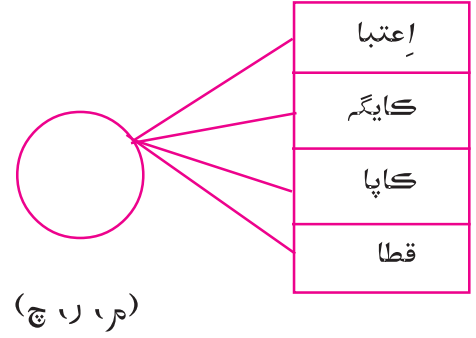 اِعتبا
کایگہ
کاپا
قطا
(م ، ر ، چ)